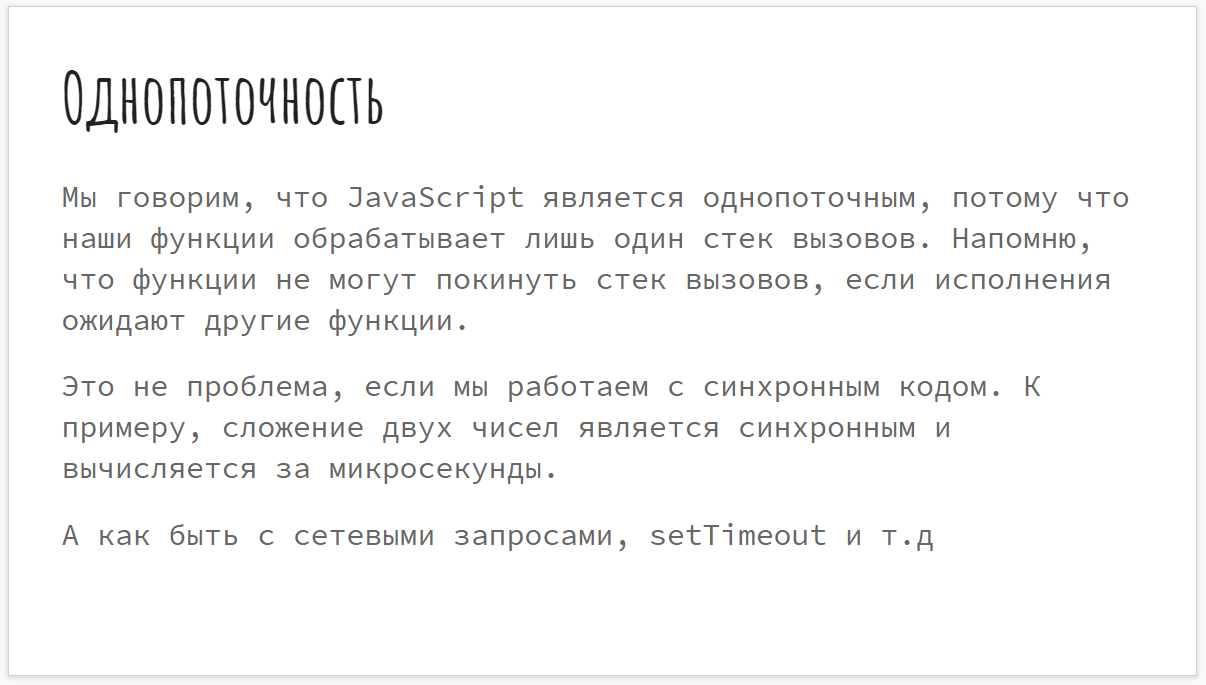 Однопоточность
Мы говорим, что JavaScript является однопоточным, потому что
наши функции обрабатывает лишь один стек вызовов. Напомню,
что функции не могут покинуть стек вызовов, если исполнения
ожидают другие функции.
Это не проблема, если мы работаем с синхронным кодом. К
примеру, сложение двух чисел является синхронным и
вычисляется за микросекунды.
А как быть с сетевыми запросами, setTimeout и т.д